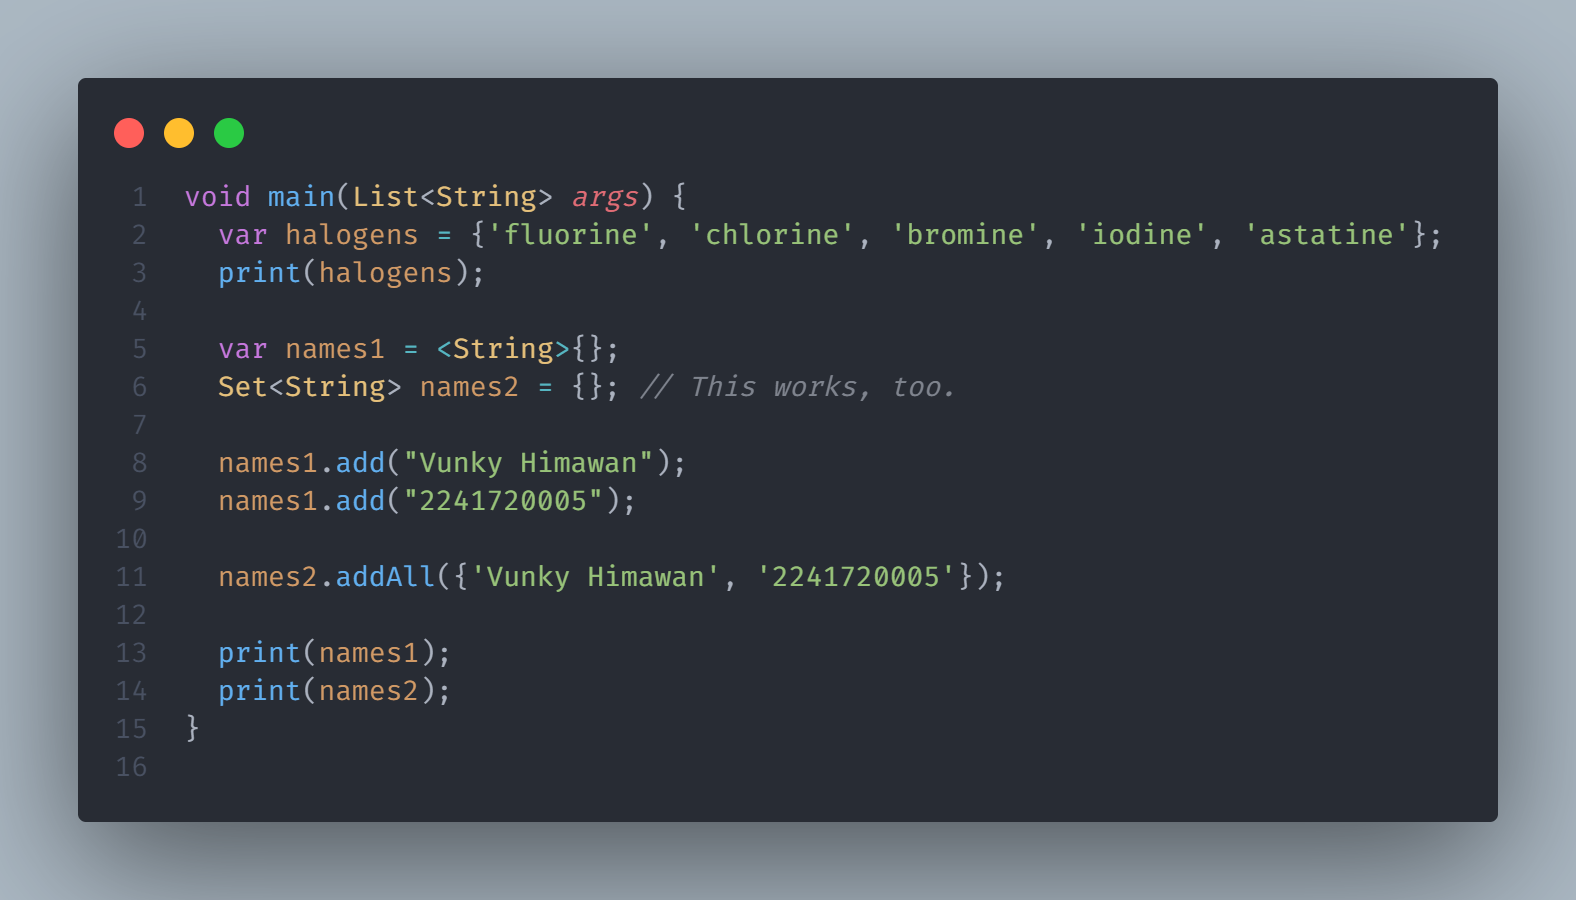 1 void main(List<String> args) {
2   var halogens = {'fluorine', 'chlorine', 'bromine', 'iodine', 'astatine'};
3   print(halogens);
4
5   var names1 = <String>{};
6   Set<String> names2 = {}; // This works, too.
7
8   names1.add("Vunky Himawan");
9   names1.add("2241720005");
10
11   names2.addAll({'Vunky Himawan', '2241720005'});
12
13   print(names1);
14   print(names2);
15 }
16